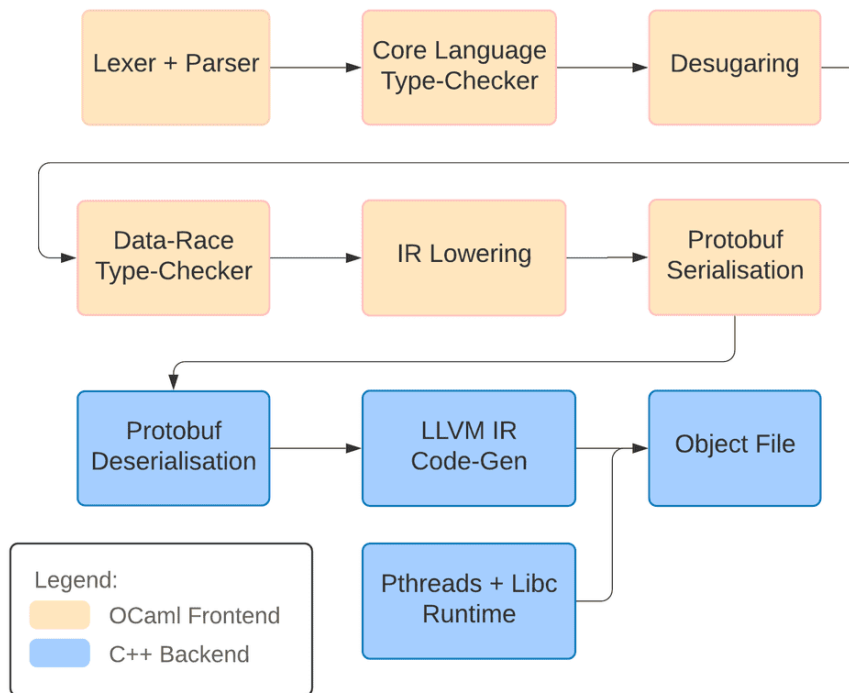 Lexer + Parser
Core Language
Type-Checker
Desugaring
Data-Race
Type-Checker
IR Lowering
Protobuf
Serialisation
Protobuf
Deserialisation
LLVM IR
Code-Gen
Object File
Pthreads + Libc
Runtime
Legend:
OCaml Frontend
C++ Backend